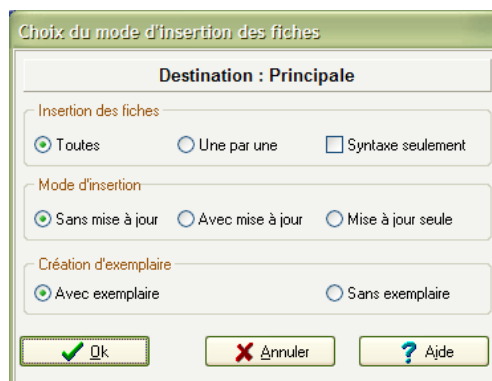 Choix du mode d'insertion des fiches
Destination : Principale
Insertion des fiches
Toutes Une par une Syntaxe seulement
Mode d'insertion
Sans mise à jour Avec mise à jour Mise à jour seule
Création d'exemplaire
Avec exemplaire Sans exemplaire
Ok Annuler Aide